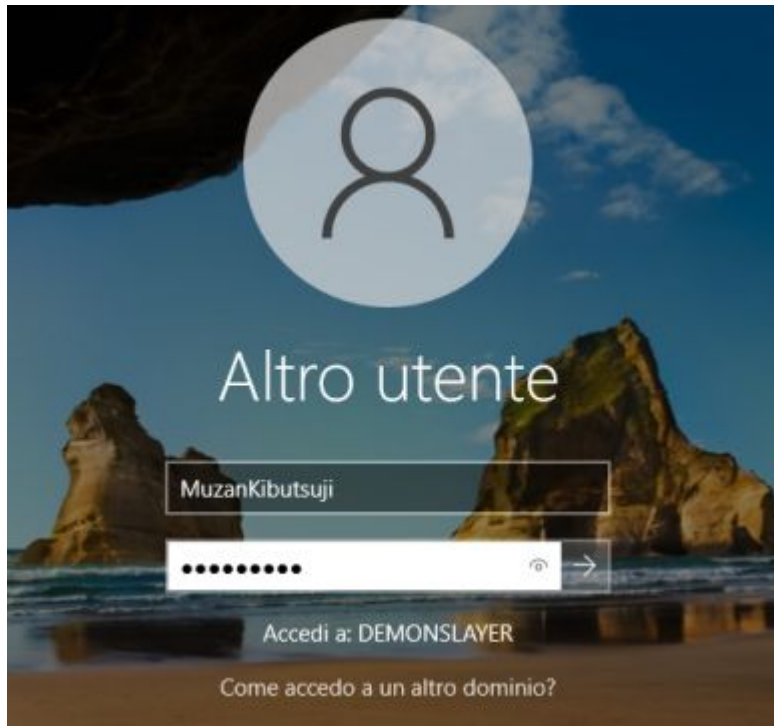 Altro utente
MuzanKibutsuji
Accedi a: DEMONSLAYER
Come accedo a un altro dominio?